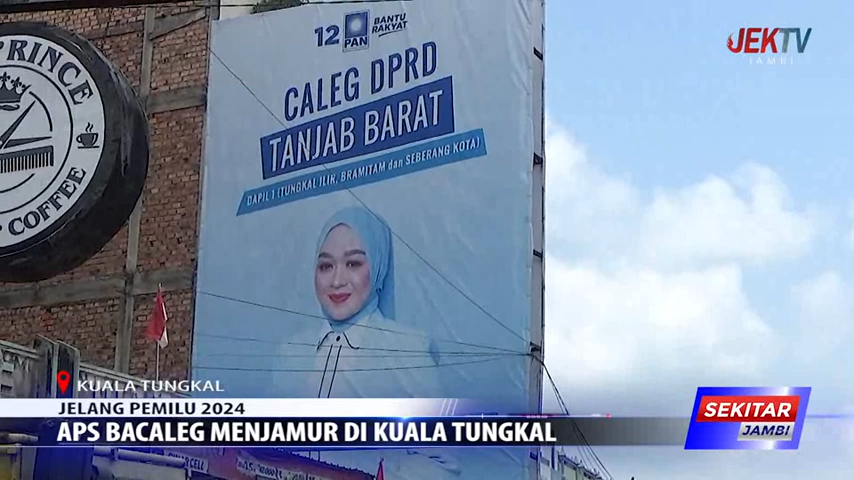 12 PAN BANTU RAKYAT
JEKTV
JAMBI
CALEG DPRD
TANJAB BARAT
DAPIL 1 (TUNGKAL ILIR, BRAMITAM dan SEBERANG KOTA)
PRINCE
COFFEE
KUALA TUNGKAL
JELANG PEMILU 2024
APS BACALEG MENJAMUR DI KUALA TUNGKAL
SEKITAR
JAMBI